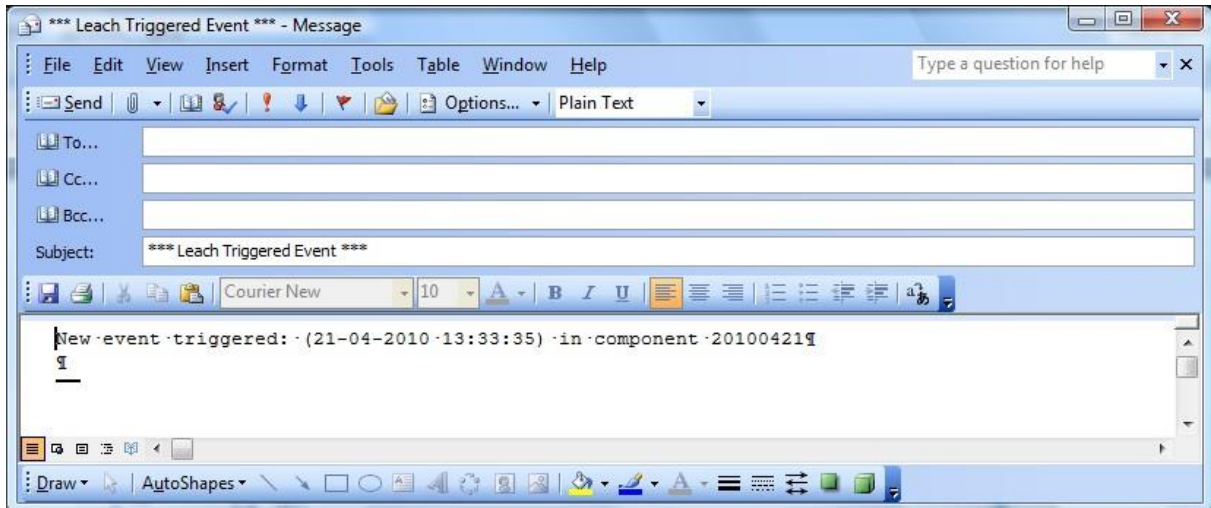 *** Leach Triggered Event *** - Message
File Edit View Insert Format Tools Table Window Help
Type a question for help
Send Options... Plain Text
To...
Cc...
Bcc...
Subject: *** Leach Triggered Event ***
Courier New 10 A B I U
New·event·triggered:·(21-04-2010·13:33:35)·in·component·20100421¶
¶
Draw AutoShapes A